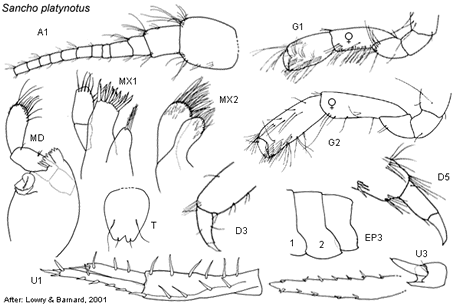 Sancho platynotus
A1
G1
♀
MX1
MX2
MD
♀
G2
D5
T
D3
1
2
EP3
U3
U1
After: Lowry & Barnard, 2001